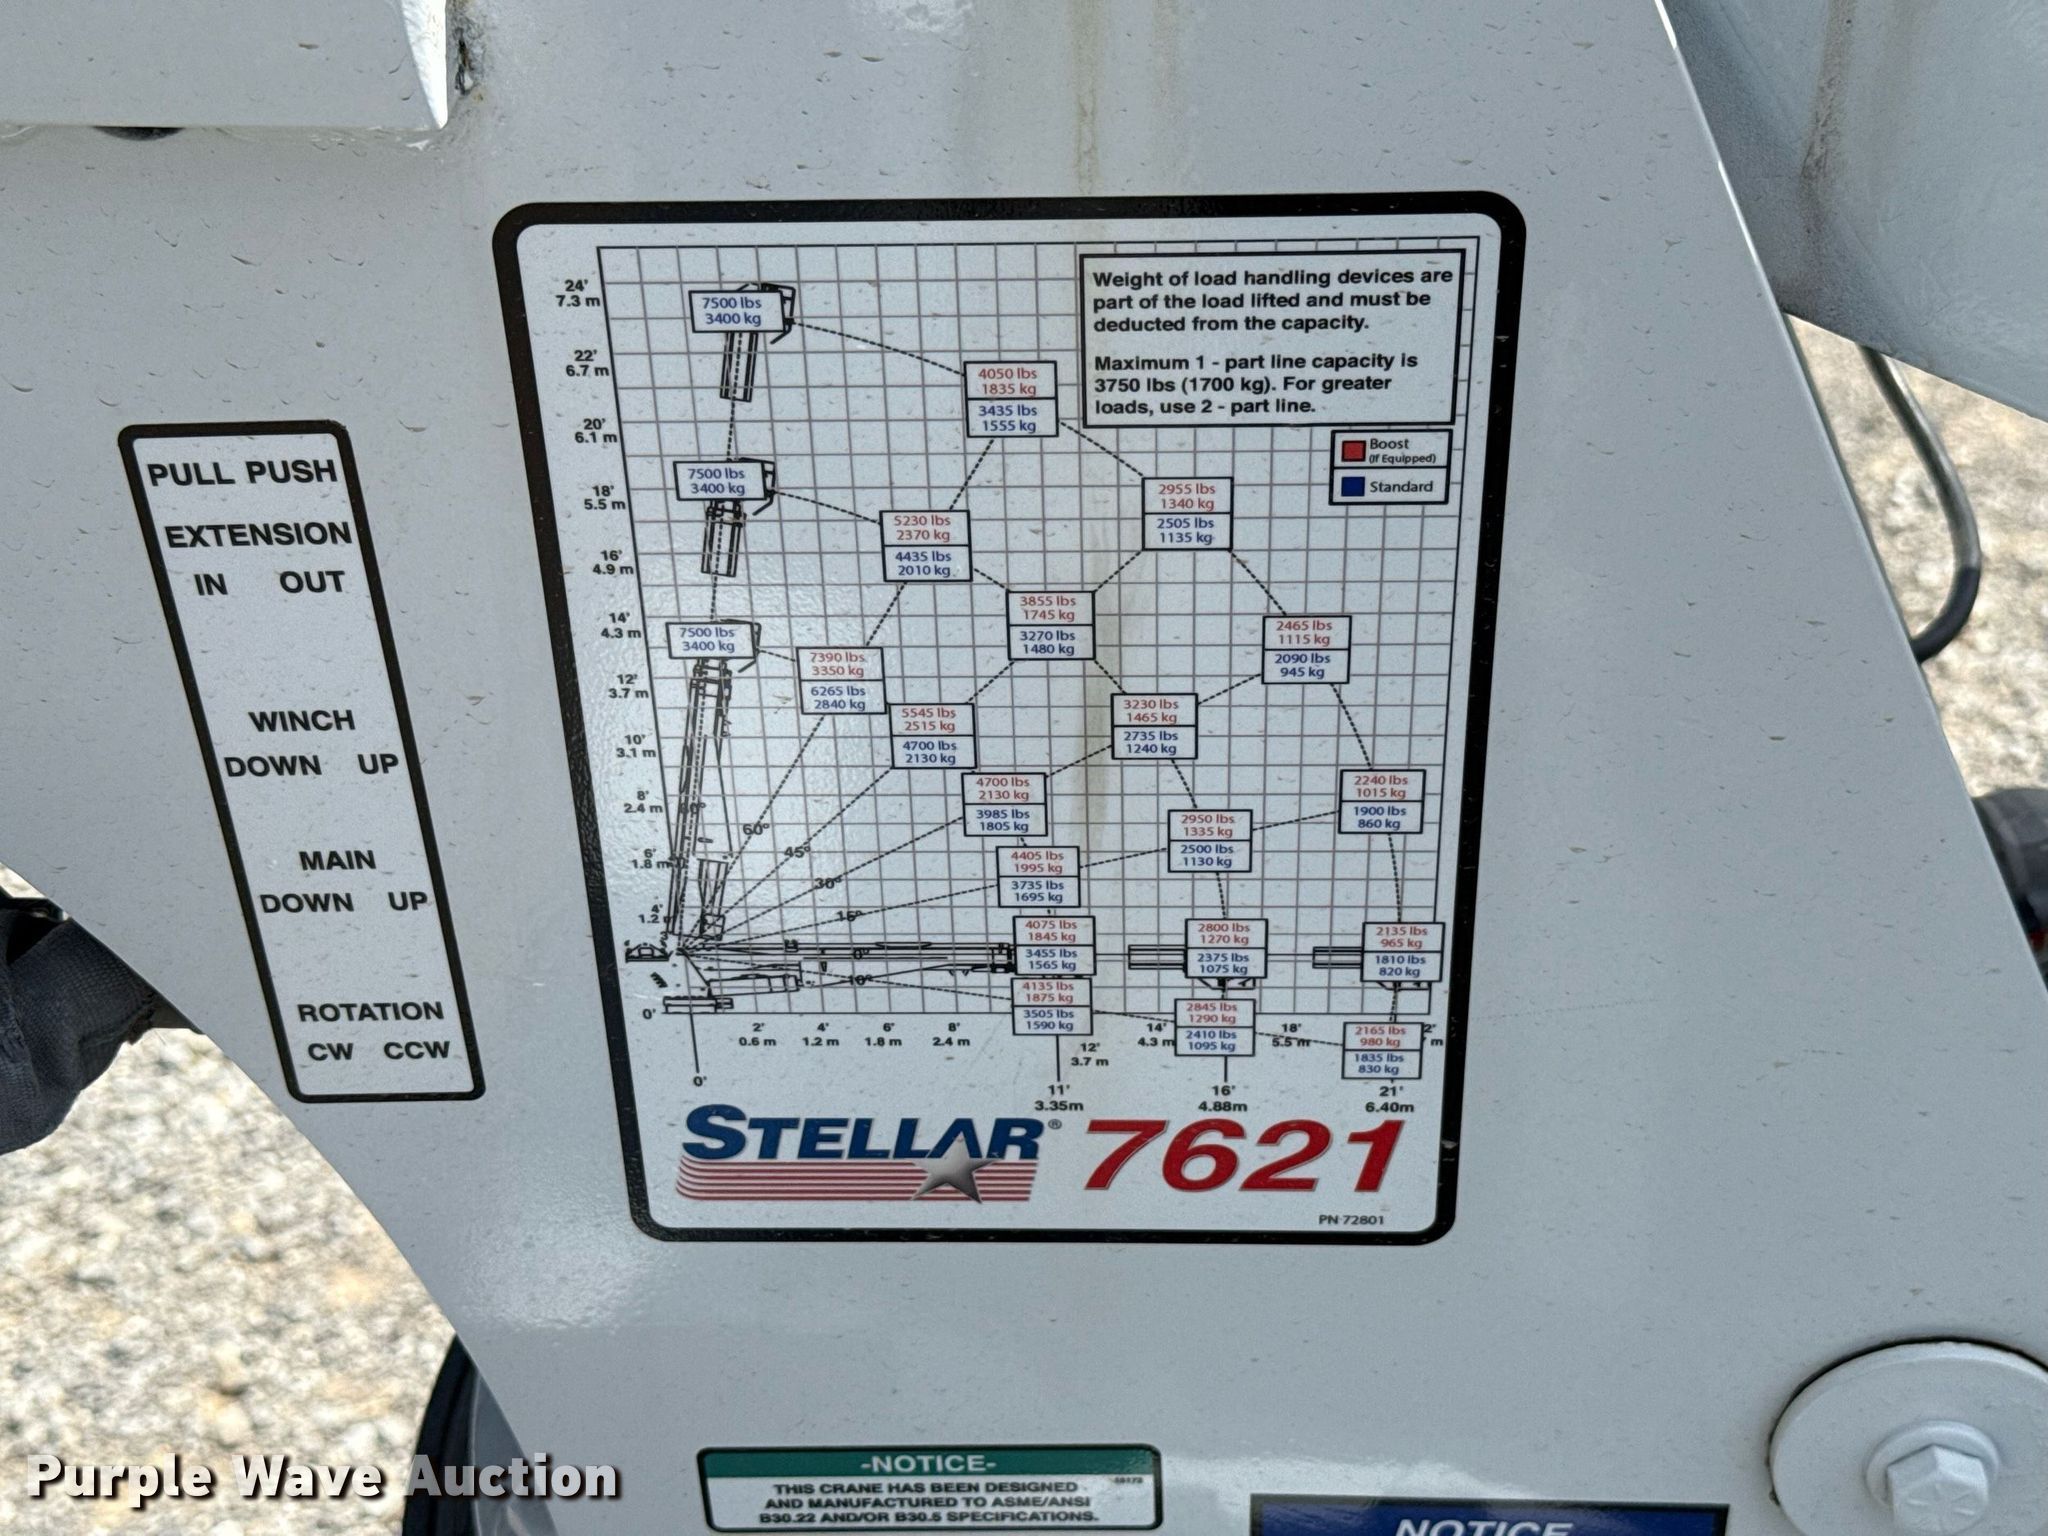 PULL PUSH
EXTENSION
IN OUT
WINCH
DOWN UP
MAIN
DOWN UP
ROTATION
CW CCW
Weight of load handling devices are
part of the load lifted and must be
deducted from the capacity.
Maximum 1 - part line capacity is
3750 lbs (1700 kg). For greater
loads, use 2 - part line.
Boost
(If Equipped)
Standard
24'
7.3 m
22'
6.7 m
20'
6.1 m
18'
5.5 m
16'
4.9 m
14'
4.3 m
12'
3.7 m
10'
3.1 m
8'
2.4 m
6'
1.8 m
4'
1.2 m
0'
7500 lbs
3400 kg
4050 lbs
1835 kg
3435 lbs
1555 kg
7500 lbs
3400 kg
2955 lbs
1340 kg
2505 lbs
1135 kg
5230 lbs
2370 kg
4435 lbs
2010 kg
3855 lbs
1745 kg
3270 lbs
1480 kg
7500 lbs
3400 kg
2465 lbs
1115 kg
2090 lbs
945 kg
7390 lbs
3350 kg
6265 lbs
2840 kg
5545 lbs
2515 kg
4700 lbs
2130 kg
3230 lbs
1465 kg
2735 lbs
1240 kg
4700 lbs
2130 kg
3985 lbs
1805 kg
2240 lbs
1015 kg
1900 lbs
860 kg
2950 lbs
1335 kg
2500 lbs
1130 kg
4405 lbs
1995 kg
3735 lbs
1695 kg
4075 lbs
1845 kg
3455 lbs
1565 kg
2800 lbs
1270 kg
2375 lbs
1075 kg
2135 lbs
965 kg
1810 lbs
820 kg
4135 lbs
1875 kg
3505 lbs
1590 kg
2845 lbs
1290 kg
2410 lbs
1095 kg
2165 lbs
980 kg
1835 lbs
830 kg
60°
45°
30°
15°
0°
10°
2' 4' 6' 8' 14' 18' 2'
0.6 m 1.2 m 1.8 m 2.4 m 4.3 m 5.5 m m
12'
3.7 m
0' 11' 16' 21'
3.35m 4.88m 6.40m
STELLAR® 7621
PN 72801
-NOTICE-
THIS CRANE HAS BEEN DESIGNED
AND MANUFACTURED TO ASME/ANSI
B30.22 AND/OR B30.5 SPECIFICATIONS.
NOTICE
Purple Wave Auction